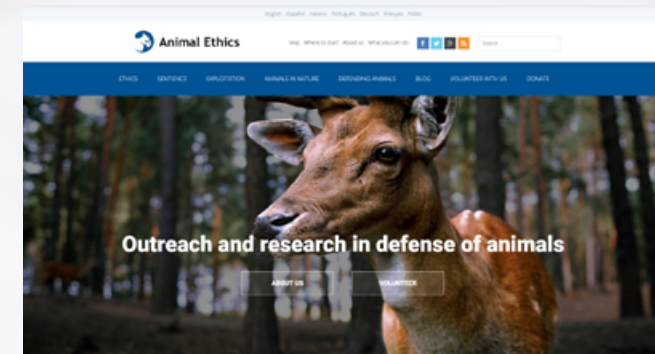 English Español Italiano Português Deutsch Français Polski
Animal Ethics
Map Where to start About us What you can do
Search ...
ETHICS SENTIENCE EXPLOITATION ANIMALS IN NATURE DEFENDING ANIMALS BLOG VOLUNTEER WITH US DONATE
Outreach and research in defense of animals
ABOUT US VOLUNTEER